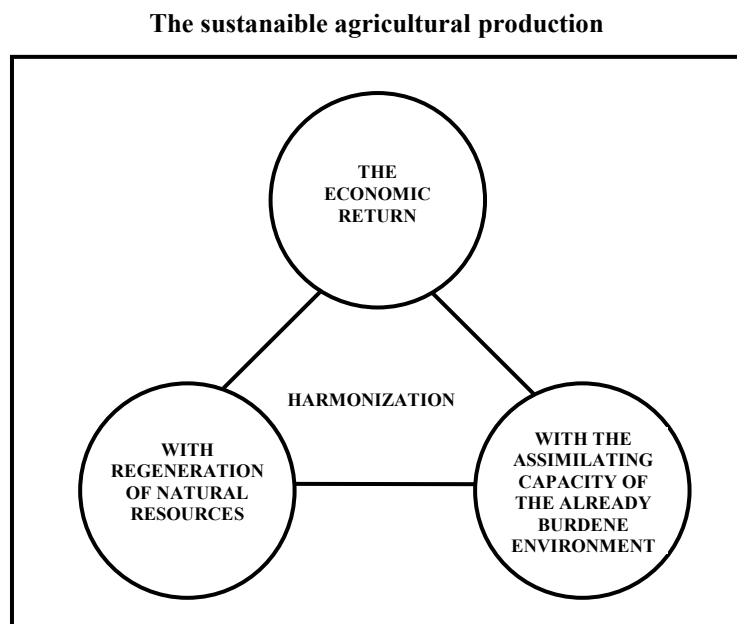 The sustanaible agricultural production
THE
ECONOMIC
RETURN
HARMONIZATION
WITH
REGENERATION
OF NATURAL
RESOURCES
WITH THE
ASSIMILATING
CAPACITY OF
THE ALREADY
BURDENE
ENVIRONMENT